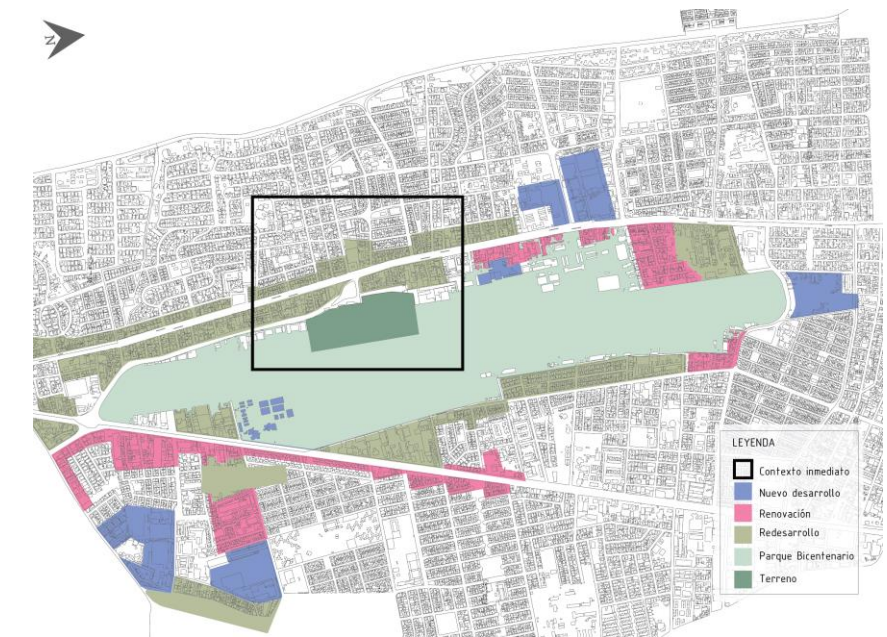 N
LEYENDA
Contexto inmediato
Nuevo desarrollo
Renovación
Redesarrollo
Parque Bicentenario
Terreno